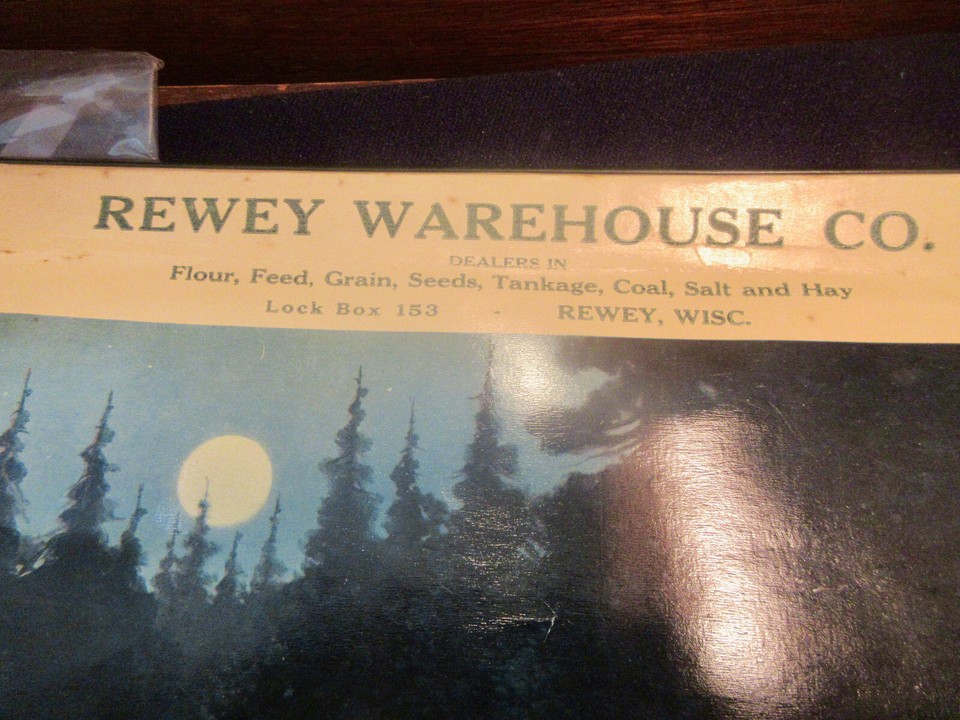 REWEY WAREHOUSE CO.
DEALERS IN
Flour, Feed, Grain, Seeds, Tankage, Coal, Salt and Hay
Lock Box 153 - REWEY, WISC.